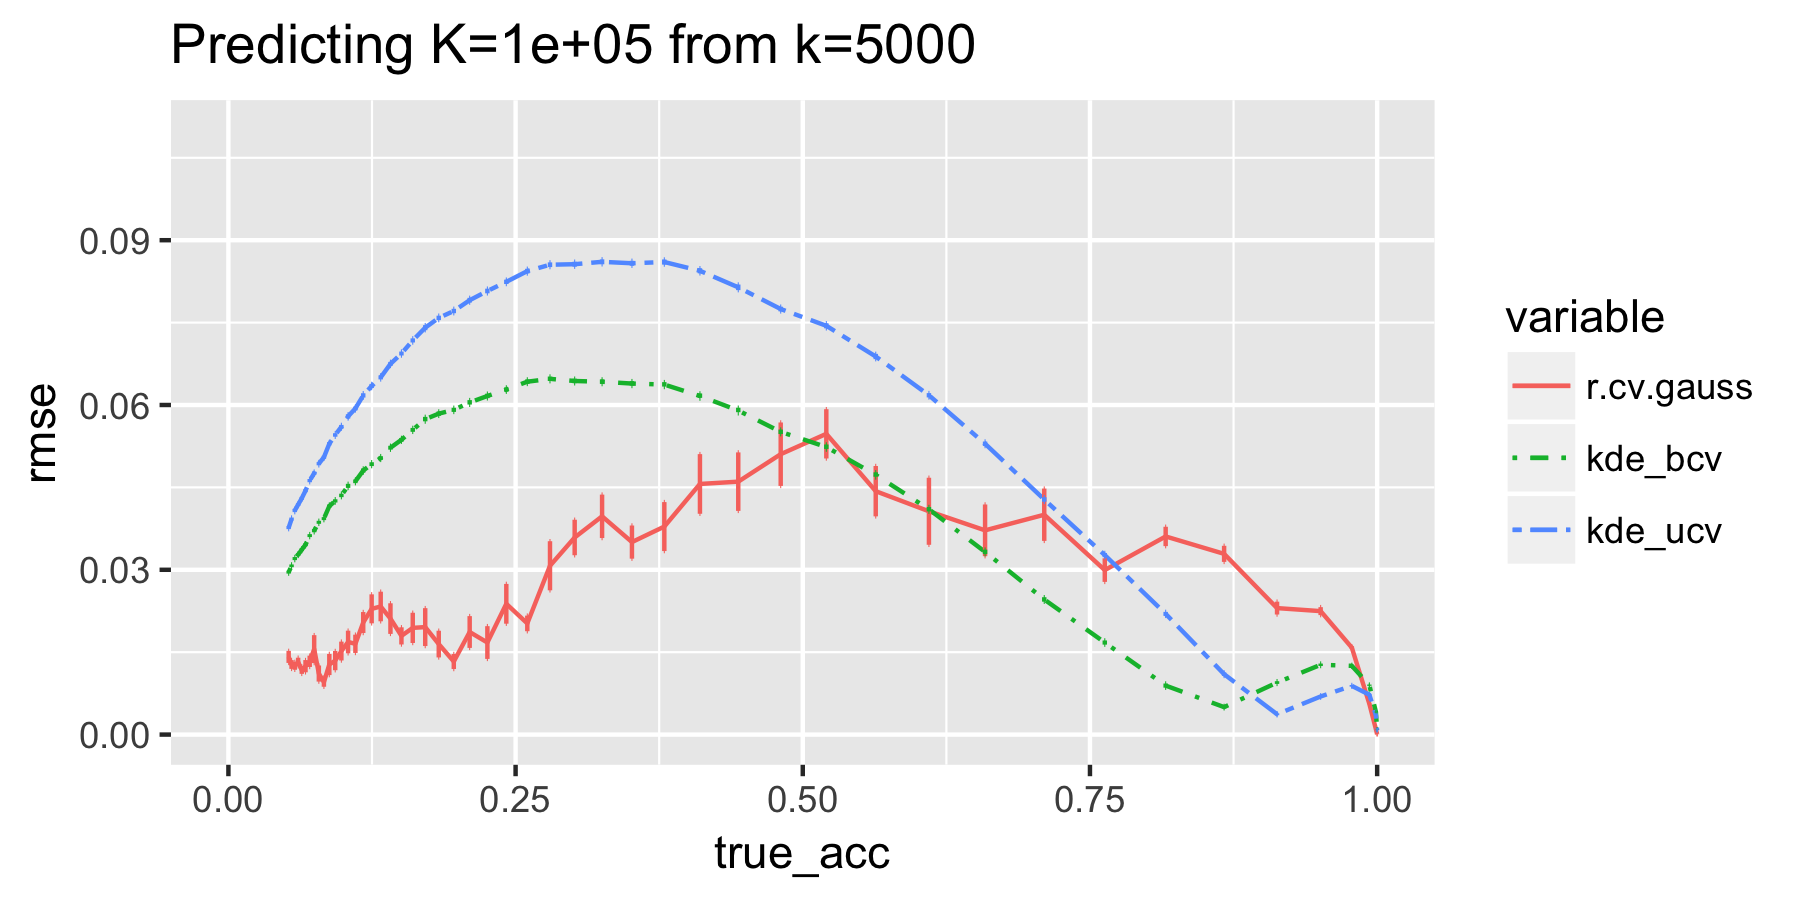 Predicting K=1e+05 from k=5000
rmse
0.09
0.06
0.03
0.00
0.00 0.25 0.50 0.75 1.00
true_acc
variable
r.cv.gauss
kde_bcv
kde_ucv